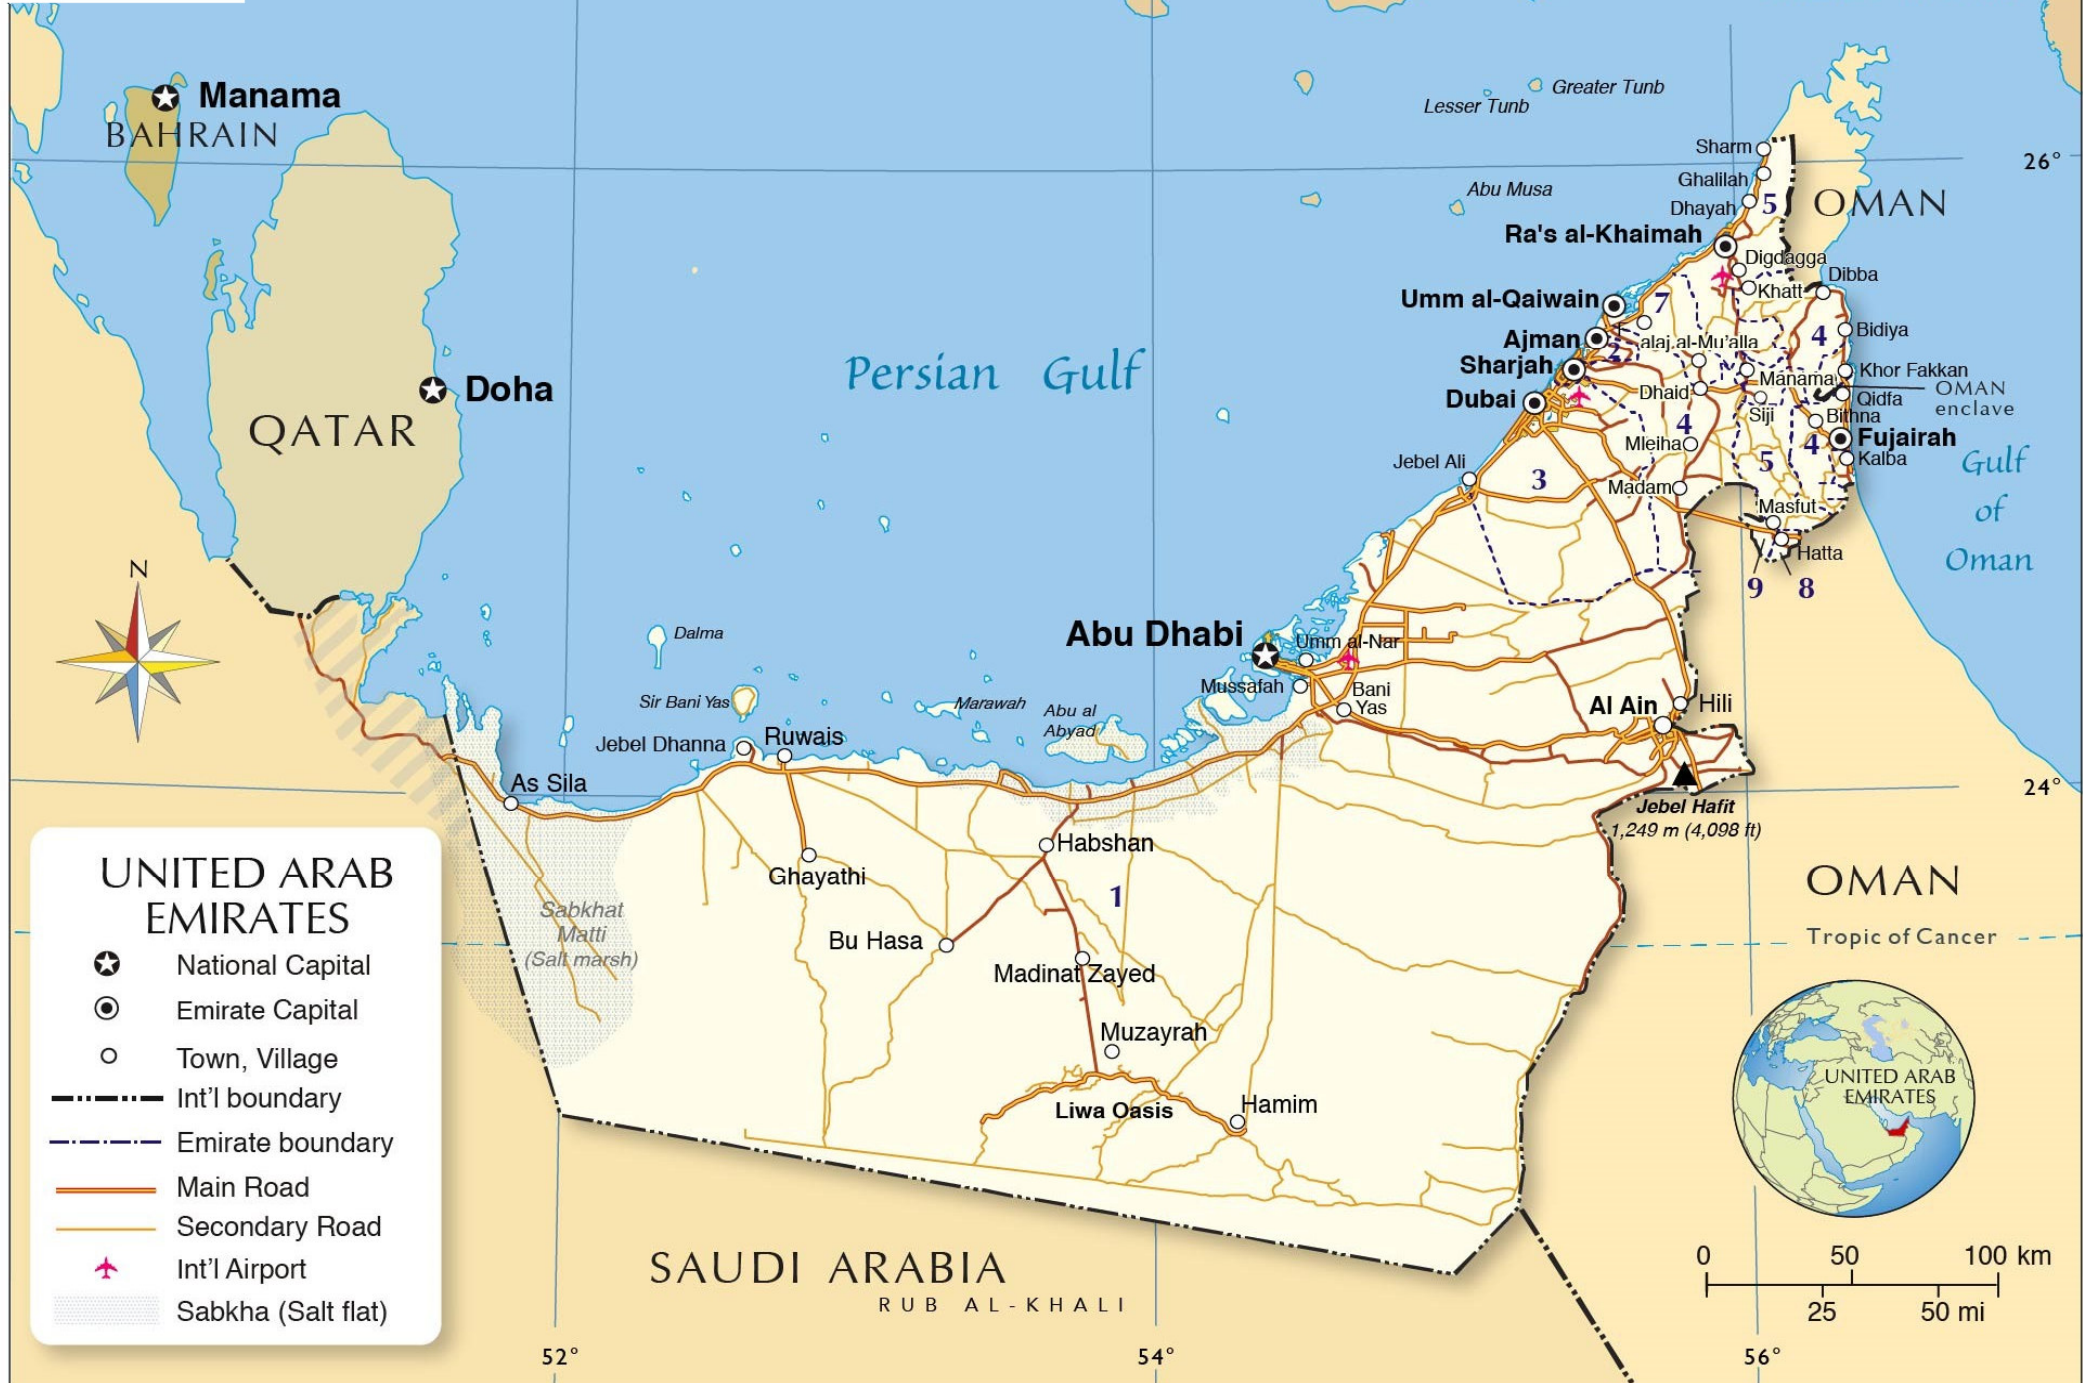 Manama
BAHRAIN
QATAR
Doha
Persian Gulf
Lesser Tunb
Greater Tunb
Abu Musa
Sharm
Ghalilah
Dhayah
5
OMAN
26°
Ra's al-Khaimah
Digdagga
Khatt
Dibba
Umm al-Qaiwain
7
Ajman
2
alaj al-Mu'alla
4
Bidiya
Sharjah
Khor Fakkan
Manama
OMAN
enclave
Dubai
Dhaid
Siji
Qidfa
Bithna
4
Mleiha
5
4
Fujairah
Kalba
Gulf
of
Oman
Jebel Ali
3
Madam
Masfut
Hatta
9
8
N
Dalma
Abu Dhabi
Umm al-Nar
Mussafah
Bani
Yas
Sir Bani Yas
Marawah
Abu al
Abyad
Al Ain
Hili
Jebel Dhanna
Ruwais
As Sila
24°
Jebel Hafit
1,249 m (4,098 ft)
Habshan
Ghayathi
1
OMAN
Sabkhat
Matti
(Salt marsh)
Bu Hasa
Tropic of Cancer
Madinat Zayed
Muzayrah
Liwa Oasis
Hamim
UNITED ARAB
EMIRATES
National Capital
Emirate Capital
Town, Village
Int'l boundary
Emirate boundary
Main Road
Secondary Road
Int'l Airport
Sabkha (Salt flat)
UNITED ARAB
EMIRATES
SAUDI ARABIA
RUB AL-KHALI
0 50 100 km
25 50 mi
52°
54°
56°